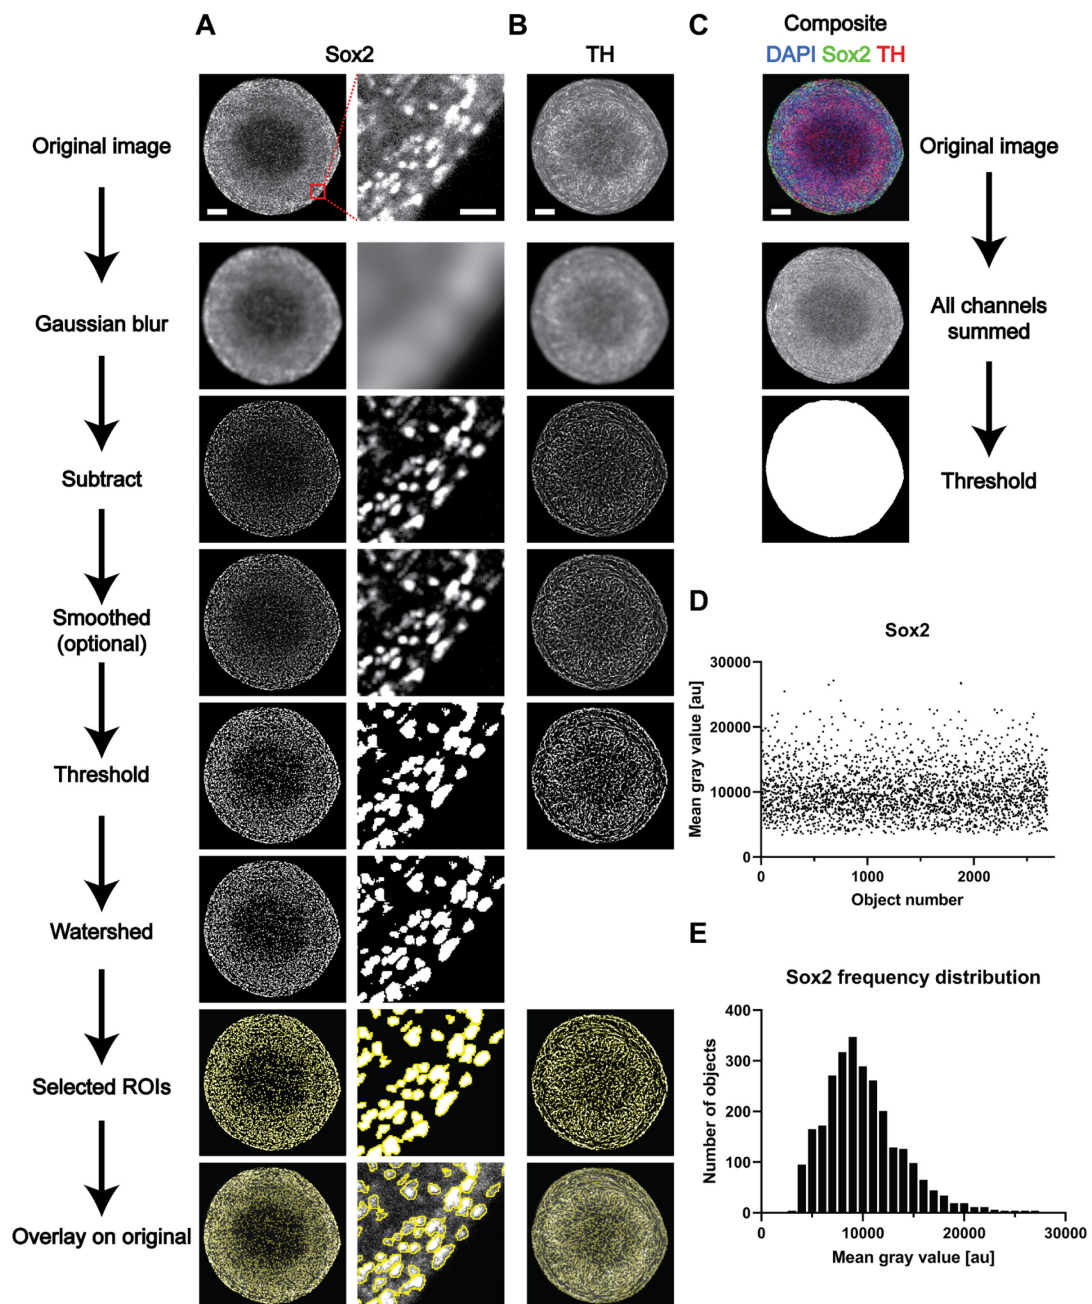 A
B
C
Composite
Sox2
TH
DAPI Sox2 TH
Original image
Original image
Gaussian blur
All channels
summed
Subtract
Threshold
Smoothed
(optional)
Threshold
Watershed
Selected ROIs
Overlay on original
D
Sox2
30000
20000
10000
0
Mean gray value [au]
0
1000
2000
Object number
E
Sox2 frequency distribution
400
300
200
100
0
Number of objects
0
10000
20000
30000
Mean gray value [au]